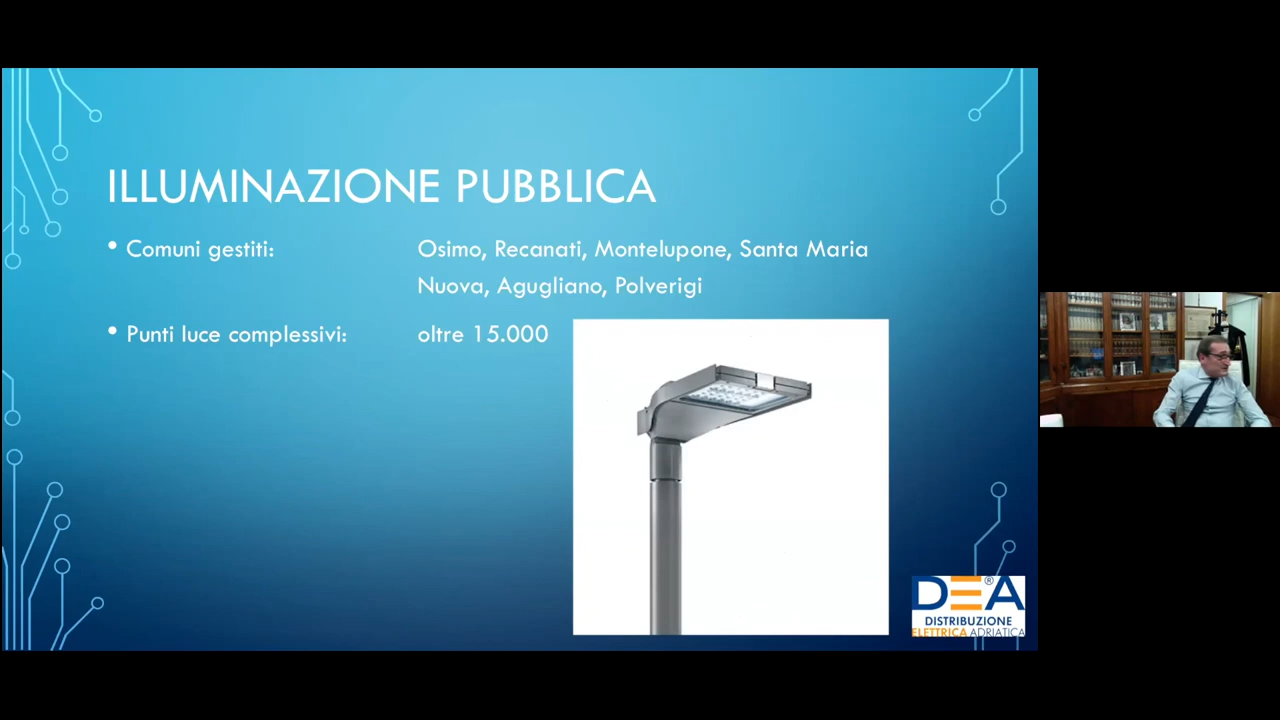 ILLUMINAZIONE PUBBLICA
• Comuni gestiti: Osimo, Recanati, Montelupone, Santa Maria
Nuova, Agugliano, Polverigi
• Punti luce complessivi: oltre 15.000
DEA®
DISTRIBUZIONE
ELETTRICA ADRIATICA